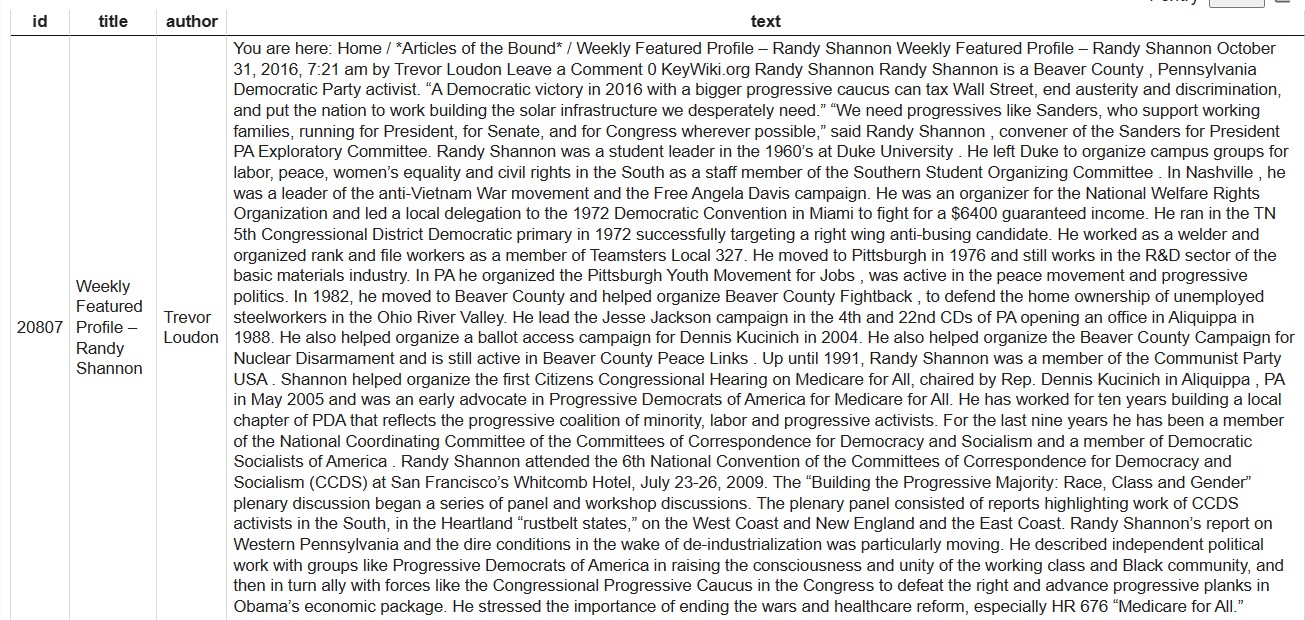 id title author text
You are here: Home / *Articles of the Bound* / Weekly Featured Profile – Randy Shannon Weekly Featured Profile – Randy Shannon October
31, 2016, 7:21 am by Trevor Loudon Leave a Comment 0 KeyWiki.org Randy Shannon Randy Shannon is a Beaver County , Pennsylvania
Democratic Party activist. “A Democratic victory in 2016 with a bigger progressive caucus can tax Wall Street, end austerity and discrimination,
and put the nation to work building the solar infrastructure we desperately need.” “We need progressives like Sanders, who support working
families, running for President, for Senate, and for Congress wherever possible,” said Randy Shannon , convener of the Sanders for President
PA Exploratory Committee. Randy Shannon was a student leader in the 1960’s at Duke University . He left Duke to organize campus groups for
labor, peace, women’s equality and civil rights in the South as a staff member of the Southern Student Organizing Committee . In Nashville , he
was a leader of the anti-Vietnam War movement and the Free Angela Davis campaign. He was an organizer for the National Welfare Rights
Organization and led a local delegation to the 1972 Democratic Convention in Miami to fight for a $6400 guaranteed income. He ran in the TN
5th Congressional District Democratic primary in 1972 successfully targeting a right wing anti-busing candidate. He worked as a welder and
organized rank and file workers as a member of Teamsters Local 327. He moved to Pittsburgh in 1976 and still works in the R&D sector of the
basic materials industry. In PA he organized the Pittsburgh Youth Movement for Jobs , was active in the peace movement and progressive
politics. In 1982, he moved to Beaver County and helped organize Beaver County Fightback , to defend the home ownership of unemployed
steelworkers in the Ohio River Valley. He lead the Jesse Jackson campaign in the 4th and 22nd CDs of PA opening an office in Aliquippa in
1988. He also helped organize a ballot access campaign for Dennis Kucinich in 2004. He also helped organize the Beaver County Campaign for
Nuclear Disarmament and is still active in Beaver County Peace Links . Up until 1991, Randy Shannon was a member of the Communist Party
USA . Shannon helped organize the first Citizens Congressional Hearing on Medicare for All, chaired by Rep. Dennis Kucinich in Aliquippa , PA
in May 2005 and was an early advocate in Progressive Democrats of America for Medicare for All. He has worked for ten years building a local
chapter of PDA that reflects the progressive coalition of minority, labor and progressive activists. For the last nine years he has been a member
of the National Coordinating Committee of the Committees of Correspondence for Democracy and Socialism and a member of Democratic
Socialists of America . Randy Shannon attended the 6th National Convention of the Committees of Correspondence for Democracy and
Socialism (CCDS) at San Francisco’s Whitcomb Hotel, July 23-26, 2009. The “Building the Progressive Majority: Race, Class and Gender”
plenary discussion began a series of panel and workshop discussions. The plenary panel consisted of reports highlighting work of CCDS
activists in the South, in the Heartland “rustbelt states,” on the West Coast and New England and the East Coast. Randy Shannon’s report on
Western Pennsylvania and the dire conditions in the wake of de-industrialization was particularly moving. He described independent political
work with groups like Progressive Democrats of America in raising the consciousness and unity of the working class and Black community, and
then in turn ally with forces like the Congressional Progressive Caucus in the Congress to defeat the right and advance progressive planks in
Obama’s economic package. He stressed the importance of ending the wars and healthcare reform, especially HR 676 “Medicare for All.”
20807
Weekly
Featured
Profile –
Randy
Shannon
Trevor
Loudon